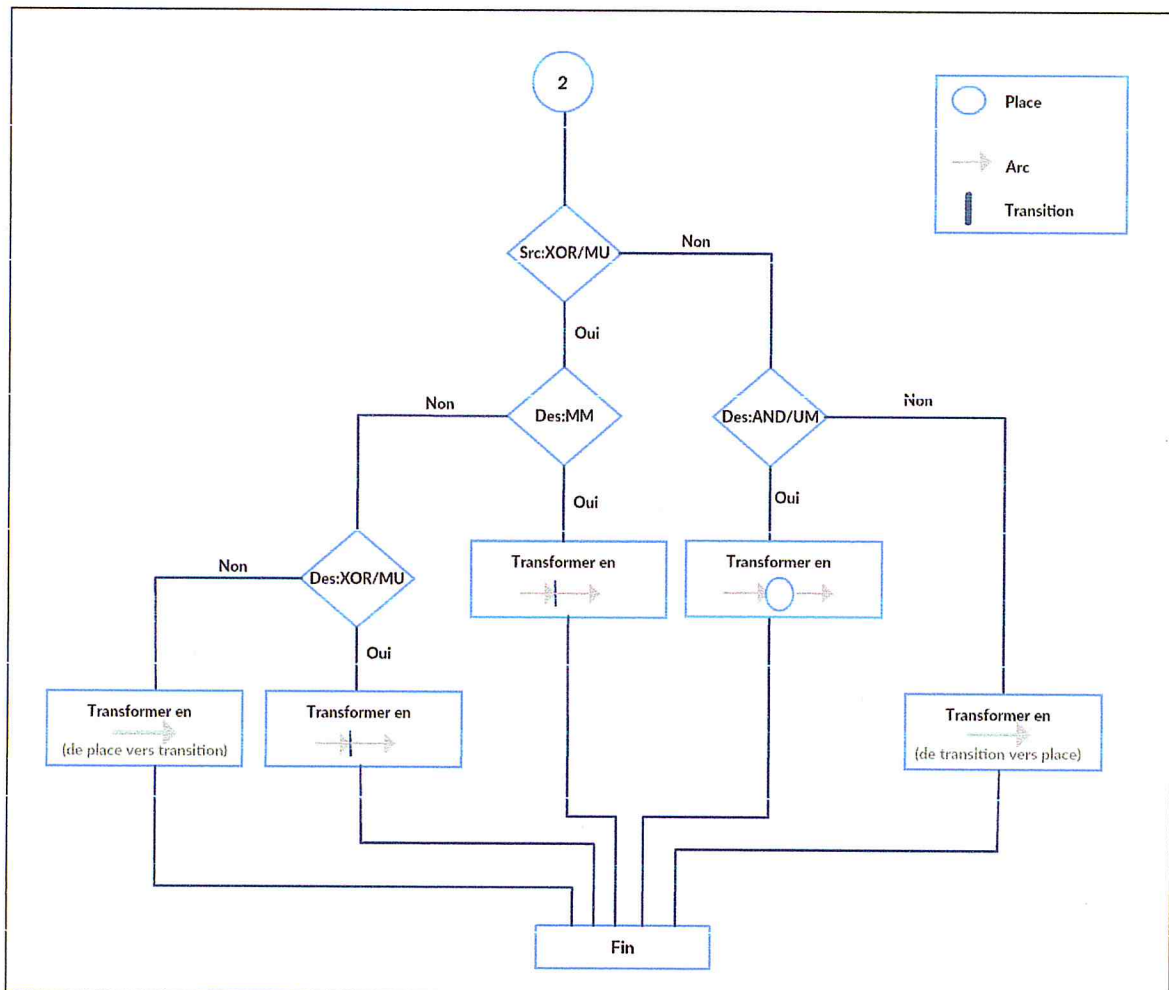 2
Place
Arc
Transition
Src:XOR/MU
Non
Oui
Non
Des:MM
Des:AND/UM
Non
Oui
Oui
Non
Des:XOR/MU
Transformer en
Transformer en
Oui
Transformer en
(de place vers transition)
Transformer en
Transformer en
(de transition vers place)
Fin